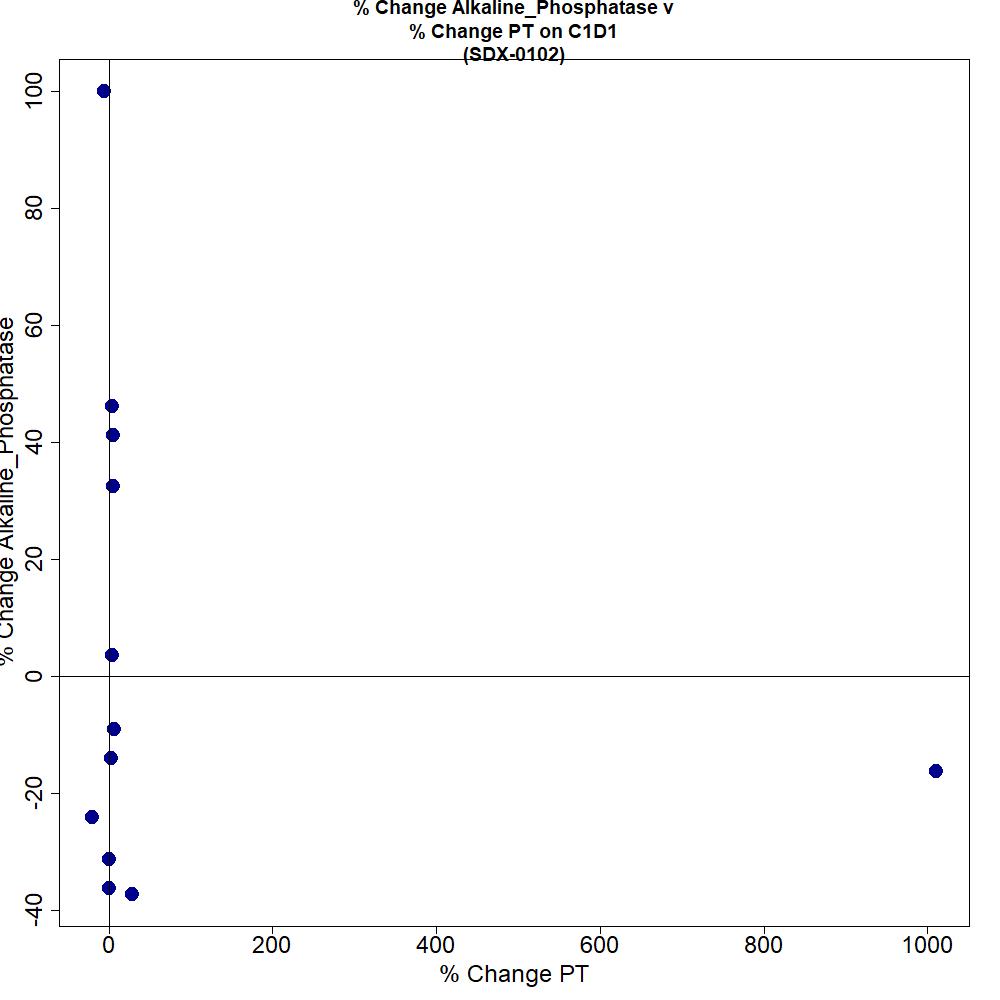 % Change Alkaline_Phosphatase v
% Change PT on C1D1
(SDX-0102)
% Change Alkaline_Phosphatase
100
80
60
40
20
0
-20
-40
0 200 400 600 800 1000
% Change PT